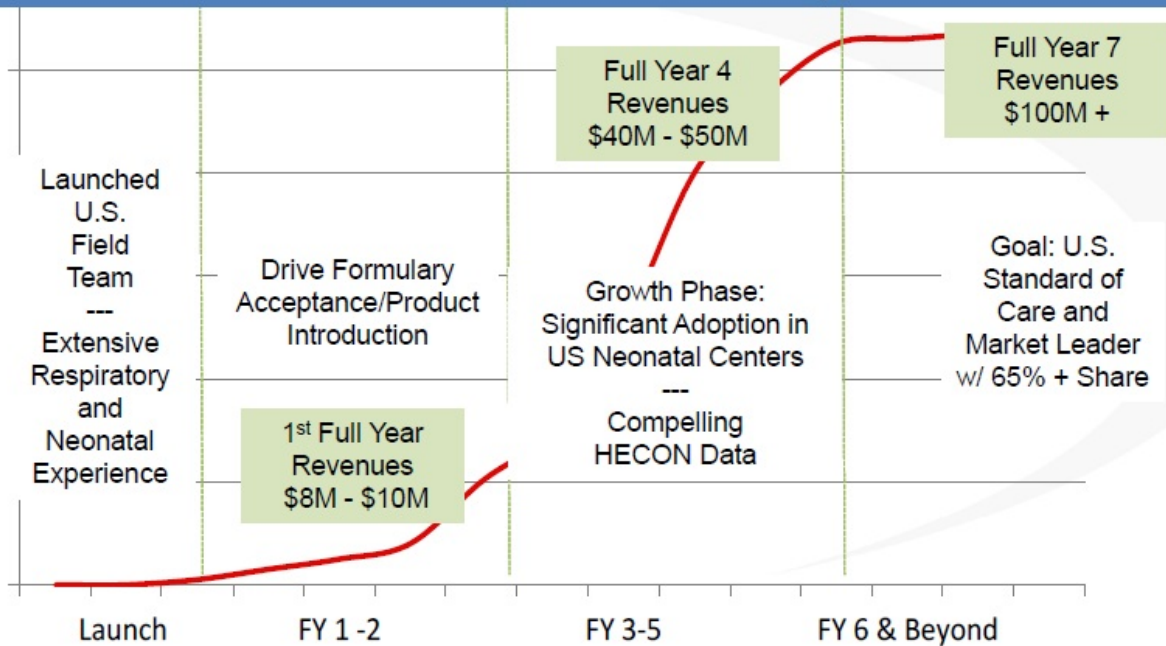 Launched
U.S.
Field
Team
---
Extensive
Respiratory
and
Neonatal
Experience
Drive Formulary
Acceptance/Product
Introduction
1st Full Year
Revenues
$8M - $10M
Full Year 4
Revenues
$40M - $50M
Growth Phase:
Significant Adoption in
US Neonatal Centers
---
Compelling
HECON Data
Full Year 7
Revenues
$100M +
Goal: U.S.
Standard of
Care and
Market Leader
w/ 65% + Share
Launch
FY 1 -2
FY 3-5
FY 6 & Beyond